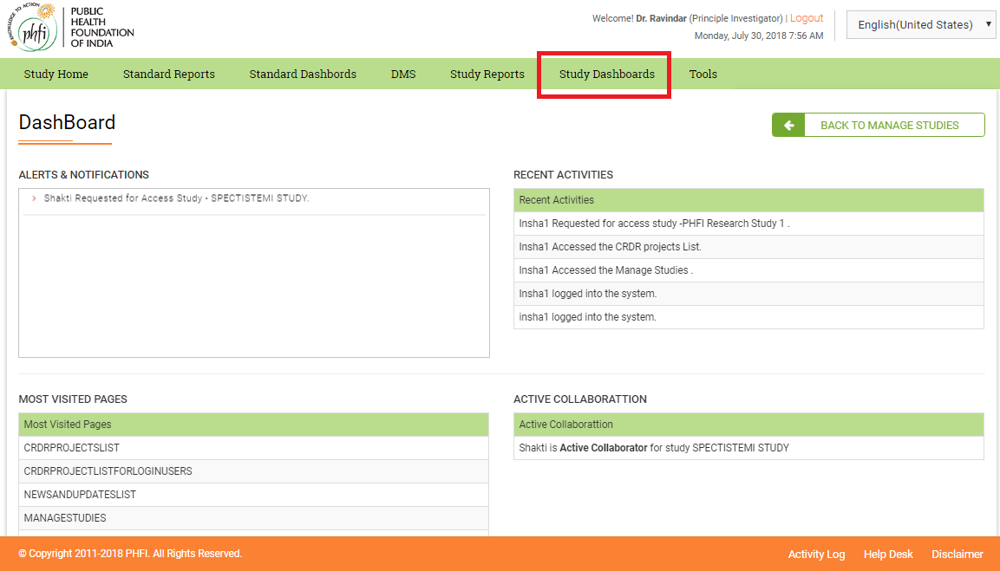 KNOWLEDGE TO ACTION
phfi
PUBLIC
HEALTH
FOUNDATION
OF INDIA
Welcome! Dr. Ravindar (Principle Investigator) | Logout
Monday, July 30, 2018 7:56 AM
English(United States)
Study Home
Standard Reports
Standard Dashbords
DMS
Study Reports
Study Dashboards
Tools
DashBoard
BACK TO MANAGE STUDIES
ALERTS & NOTIFICATIONS
Shakti Requested for Access Study - SPECTISTEMI STUDY.
RECENT ACTIVITIES
Recent Activities
Insha1 Requested for access study -PHFI Research Study 1 .
Insha1 Accessed the CRDR projects List.
Insha1 Accessed the Manage Studies .
Insha1 logged into the system.
insha1 logged into the system.
MOST VISITED PAGES
Most Visited Pages
CRDRPROJECTSLIST
CRDRPROJECTLISTFORLOGINUSERS
NEWSANDUPDATESLIST
MANAGESTUDIES
ACTIVE COLLABORATTION
Active Collaborattion
Shakti is Active Collaborator for study SPECTISTEMI STUDY
© Copyright 2011-2018 PHFI. All Rights Reserved.
Activity Log
Help Desk
Disclaimer